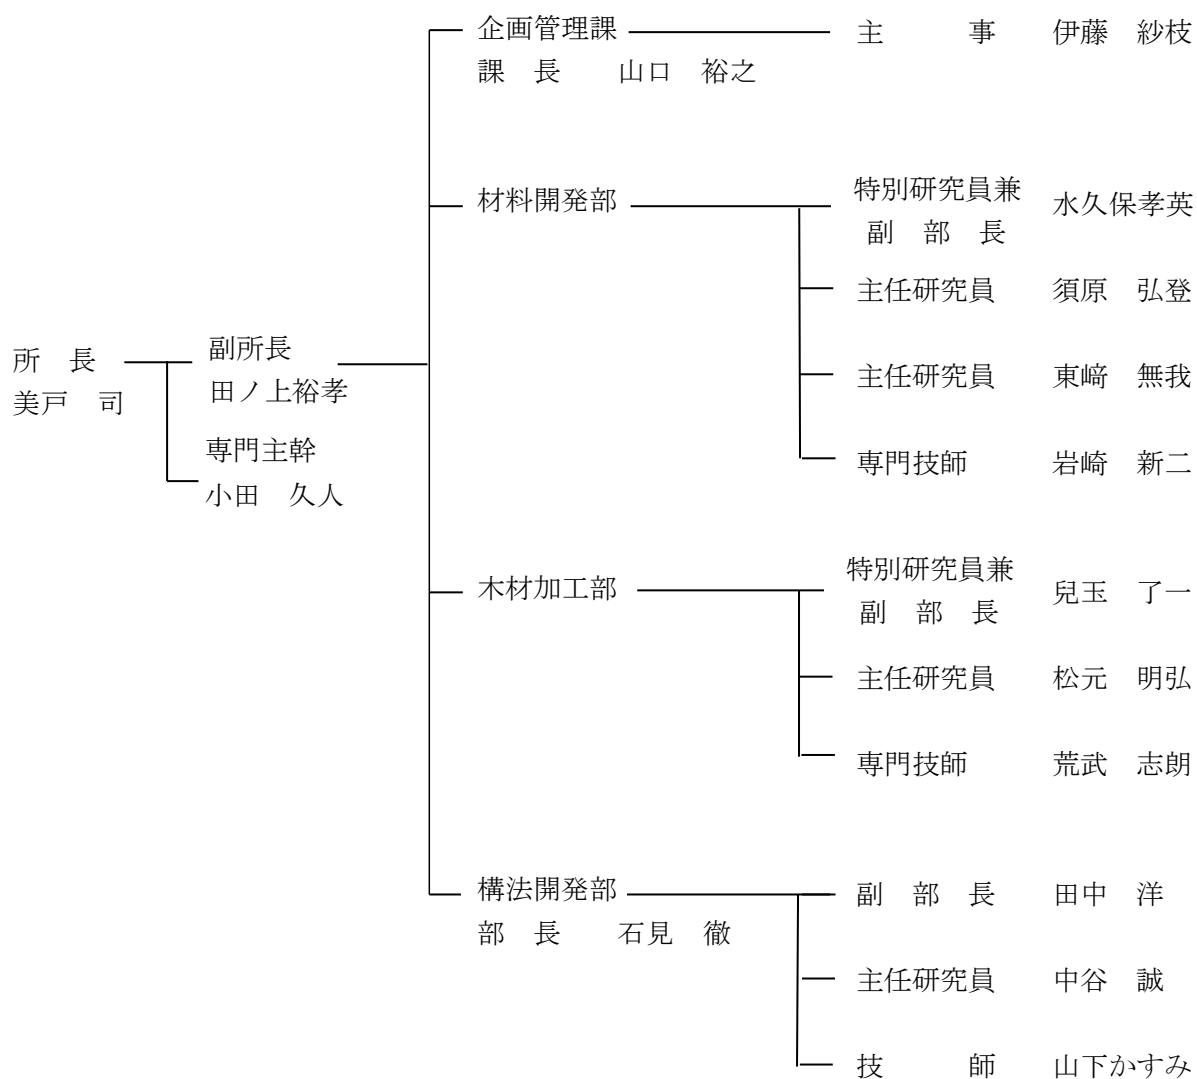 所　長
美戸　司
副所長
田ノ上裕孝
専門主幹
小田　久人
企画管理課
課　長　　山口　裕之
主　　　事　　伊藤　紗枝
材料開発部
特別研究員兼
副　部　長　　水久保孝英
主任研究員　　須原　弘登
主任研究員　　東﨑　無我
専門技師　　　岩崎　新二
木材加工部
特別研究員兼
副　部　長　　兒玉　了一
主任研究員　　松元　明弘
専門技師　　　荒武　志朗
構法開発部
部　長　　石見　徹
副　部　長　　田中　洋
主任研究員　　中谷　誠
技　　　師　　山下かすみ